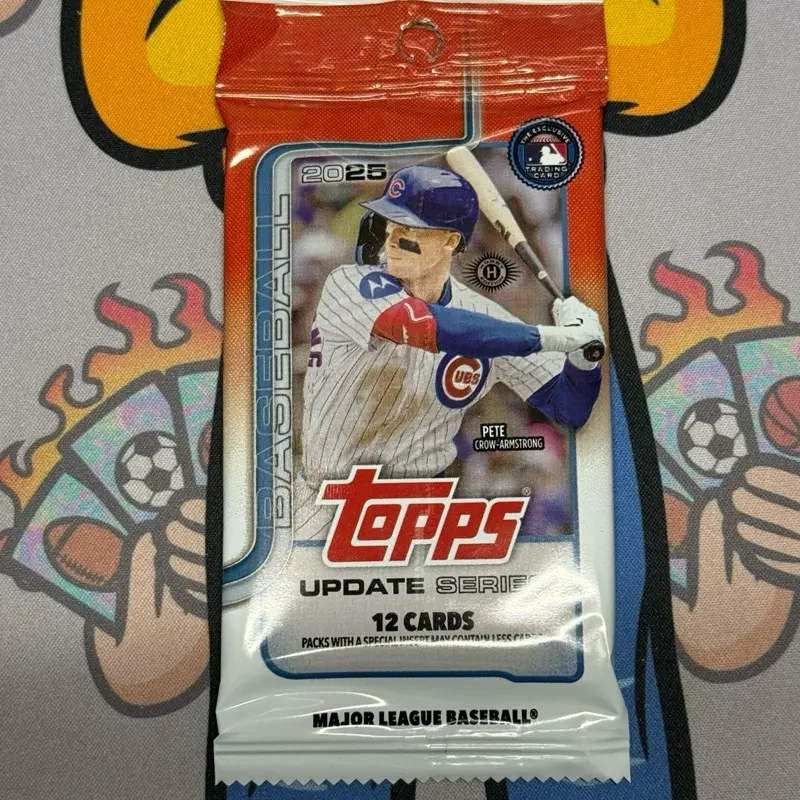 THE EXCLUSIVE
TRADING
CARD
2025
BASEBALL
C
H
CUBS
PETE
CROW-ARMSTRONG
topps®
UPDATE SERIES
12 CARDS
PACKS WITH A SPECIAL INSERT MAY CONTAIN LESS CARDS
MAJOR LEAGUE BASEBALL®